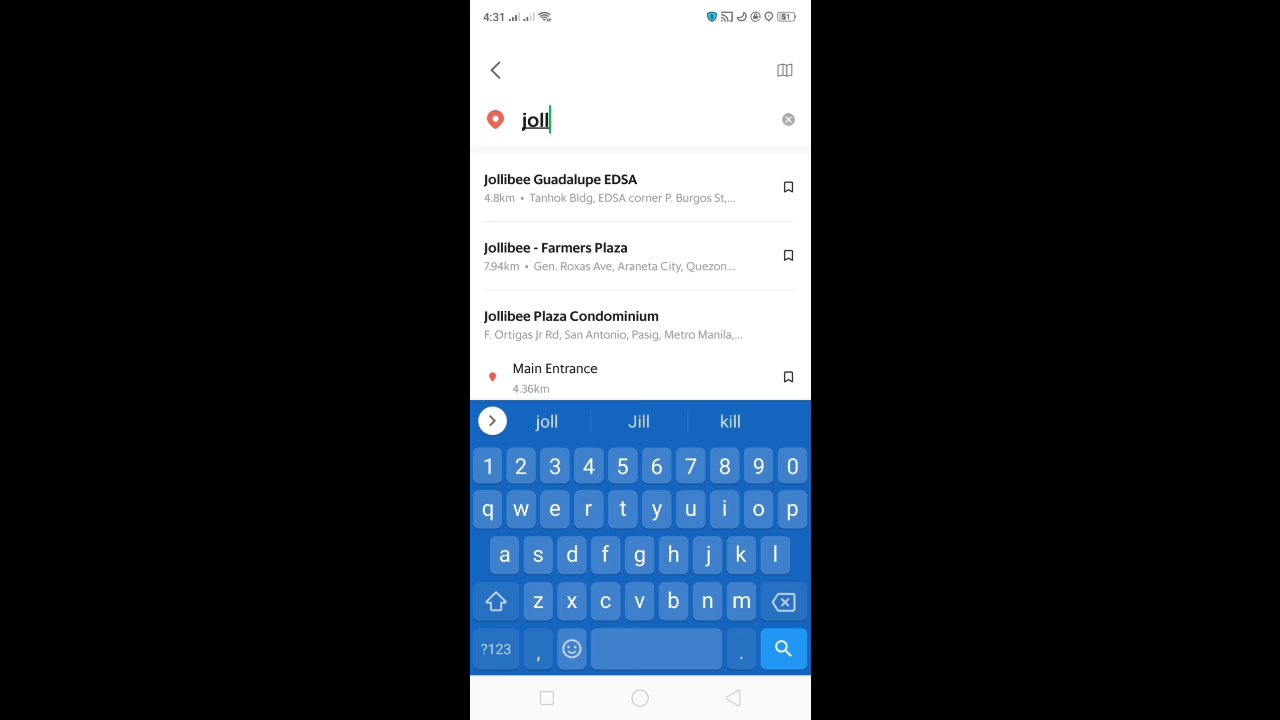 4:31
51
joll
Jollibee Guadalupe EDSA
4.8km • Tanhok Bldg, EDSA corner P. Burgos St,...
Jollibee - Farmers Plaza
7.94km • Gen. Roxas Ave, Araneta City, Quezon...
Jollibee Plaza Condominium
F. Ortigas Jr Rd, San Antonio, Pasig, Metro Manila,...
Main Entrance
4.36km
joll Jill kill
1 2 3 4 5 6 7 8 9 0
q w e r t y u i o p
a s d f g h j k l
z x c v b n m
?123 , .